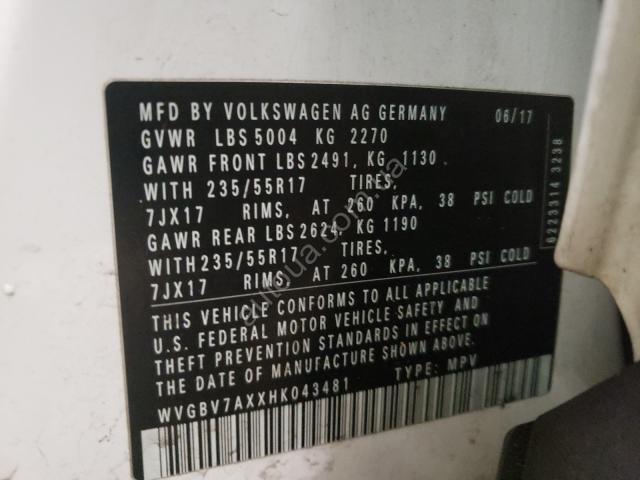 MFD BY VOLKSWAGEN AG GERMANY 06/17
GVWR LBS 5004 KG 2270
GAWR FRONT LBS 2491, KG 1130
WITH 235/55R17 TIRES,
7JX17 RIMS, AT 260 KPA, 38 PSI COLD
GAWR REAR LBS 2624, KG 1190
WITH 235/55R17 TIRES,
7JX17 RIMS, AT 260 KPA, 38 PSI COLD
THIS VEHICLE CONFORMS TO ALL APPLICABLE
U.S. FEDERAL MOTOR VEHICLE SAFETY AND
THEFT PREVENTION STANDARDS IN EFFECT ON
THE DATE OF MANUFACTURE SHOWN ABOVE.
WVGBV7AXXHK043481 TYPE: MPV
6223314 3238